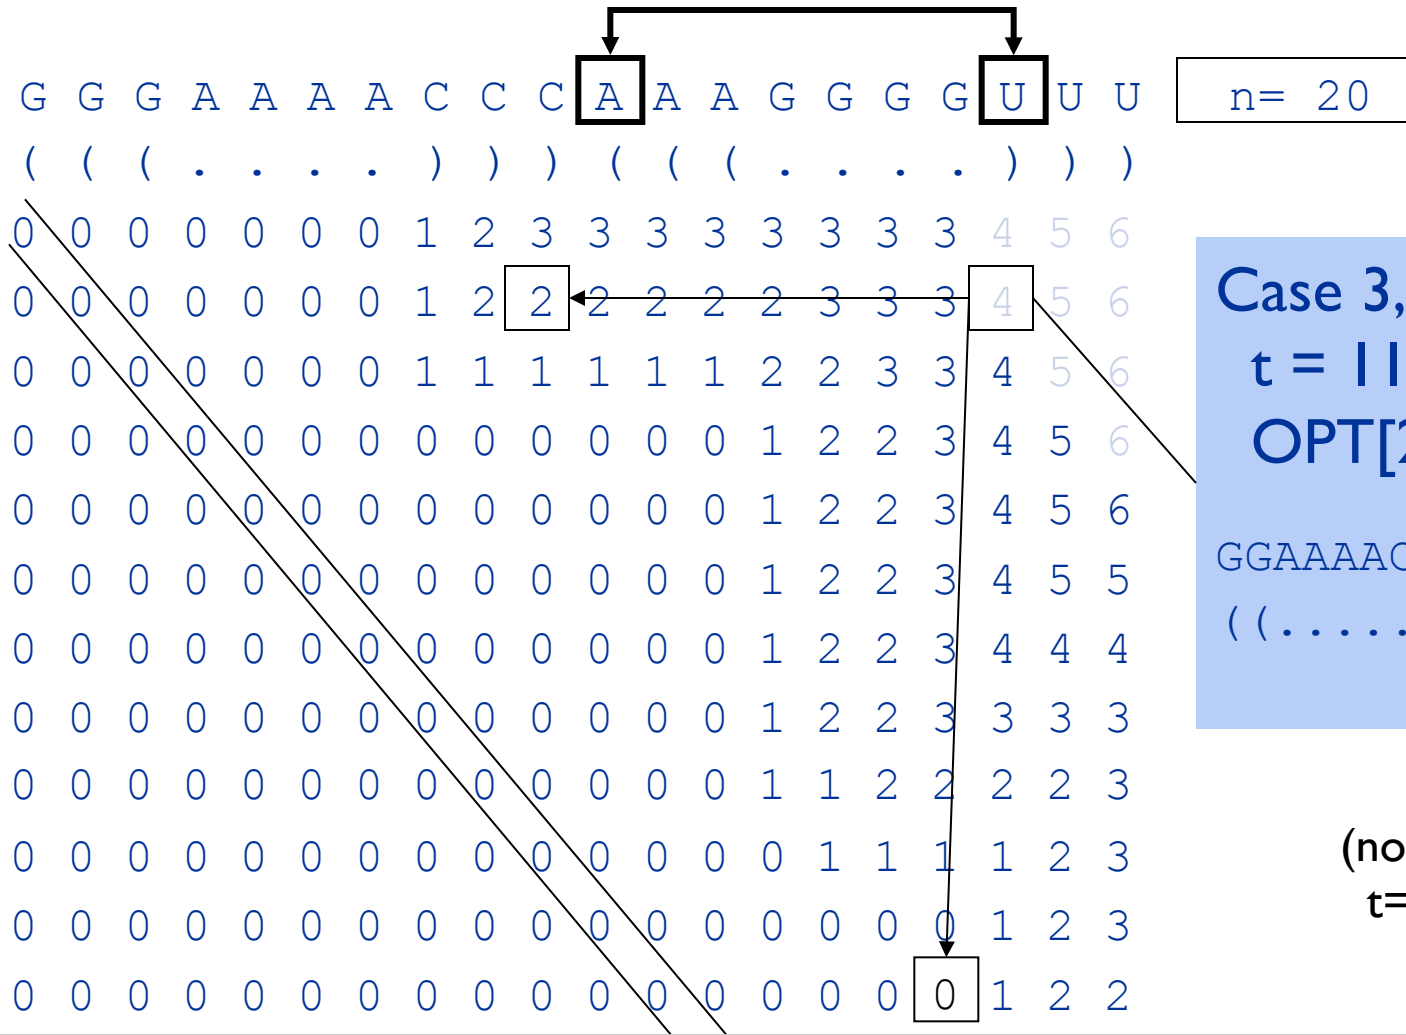 G G G A A A A C C C A A A G G G G U U U n= 20
( ( ( . . . . ) ) ) ( ( ( . . . . ) ) )
0 0 0 0 0 0 0 1 2 3 3 3 3 3 3 3 3 4 5 6
0 0 0 0 0 0 0 1 2 2 2 2 2 2 3 3 3 4 5 6
0 0 0 0 0 0 0 1 1 1 1 1 1 2 2 3 3 4 5 6
0 0 0 0 0 0 0 0 0 0 0 0 0 1 2 2 3 4 5 6
0 0 0 0 0 0 0 0 0 0 0 0 0 1 2 2 3 4 5 6
0 0 0 0 0 0 0 0 0 0 0 0 0 1 2 2 3 4 5 5
0 0 0 0 0 0 0 0 0 0 0 0 0 1 2 2 3 4 4 4
0 0 0 0 0 0 0 0 0 0 0 0 0 1 2 2 3 3 3 3
0 0 0 0 0 0 0 0 0 0 0 0 0 1 1 2 2 2 2 3
0 0 0 0 0 0 0 0 0 0 0 0 0 0 1 1 1 1 2 3
0 0 0 0 0 0 0 0 0 0 0 0 0 0 0 0 0 1 2 3
0 0 0 0 0 0 0 0 0 0 0 0 0 0 0 0 0 1 2 2
Case 3,
t = 11
OPT[2
GGAAAAC
((.....
(no
t=